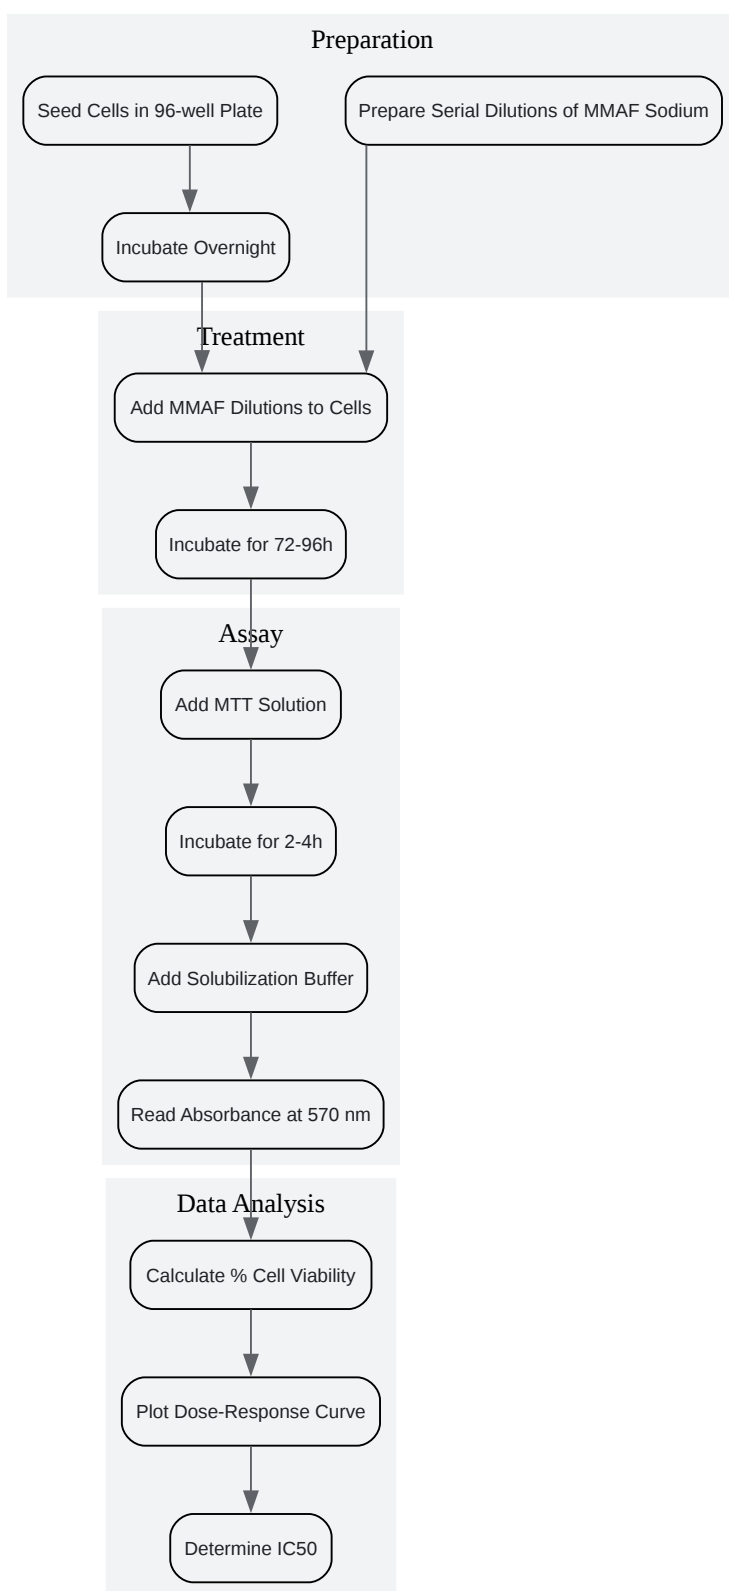 Preparation
Seed Cells in 96-well Plate
Prepare Serial Dilutions of MMAF Sodium
Incubate Overnight
Treatment
Add MMAF Dilutions to Cells
Incubate for 72-96h
Assay
Add MTT Solution
Incubate for 2-4h
Add Solubilization Buffer
Read Absorbance at 570 nm
Data Analysis
Calculate % Cell Viability
Plot Dose-Response Curve
Determine IC50